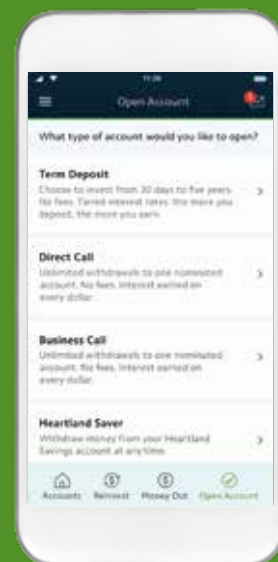 11:26
Open Account
1
What type of account would you like to open?
Term Deposit
Choose to invest from 30 days to five years.
No fees. Tiered interest rates, the more you
deposit, the more you earn.
Direct Call
Unlimited withdrawals to one nominated
account. No fees. Interest earned on
every dollar.
Business Call
Unlimited withdrawals to one nominated
account. No fees. Interest earned on
every dollar.
Heartland Saver
Withdraw money from your Heartland
Savings account at any time.
Accounts Reinvest Money Out Open Account